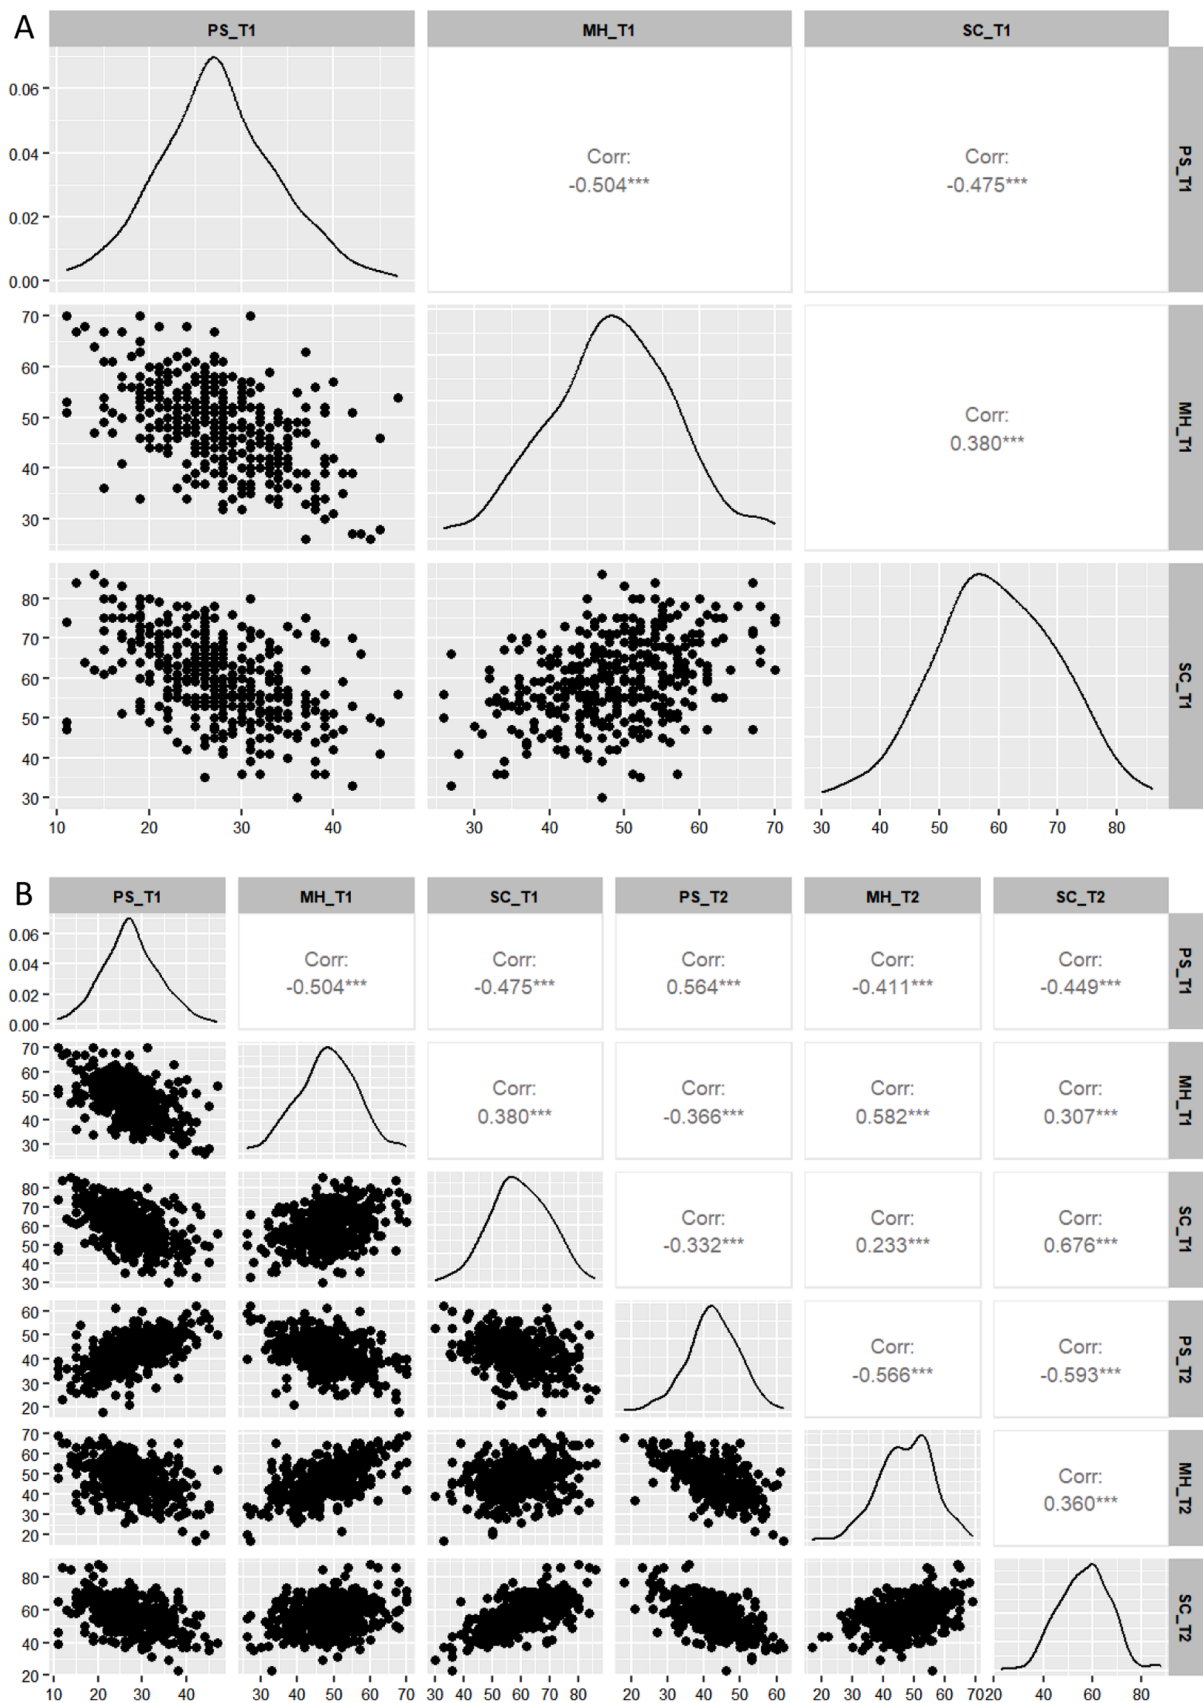 A
PS_T1 MH_T1 SC_T1
0.06
0.04
0.02
0.00
Corr:
-0.504***
Corr:
-0.475***
PS_T1
70
60
50
40
30
Corr:
0.380***
MH_T1
80
70
60
50
40
30
SC_T1
10 20 30 40
30 40 50 60 70
30 40 50 60 70 80
B
PS_T1 MH_T1 SC_T1 PS_T2 MH_T2 SC_T2
0.06
0.04
0.02
0.00
Corr: Corr: Corr: Corr: Corr:
-0.504*** -0.475*** 0.564*** -0.411*** -0.449***
PS_T1
70
60
50
40
30
Corr: Corr: Corr: Corr:
0.380*** -0.366*** 0.582*** 0.307***
MH_T1
80
70
60
50
40
30
Corr: Corr: Corr:
-0.332*** 0.233*** 0.676***
SC_T1
60
50
40
30
20
Corr: Corr:
-0.566*** -0.593***
PS_T2
70
60
50
40
30
20
Corr:
0.360***
MH_T2
80
60
40
20
SC_T2
10 20 30 40
30 40 50 60 70
30 40 50 60 70 80
20 30 40 50 60
20 30 40 50 60 70
20 40 60 80